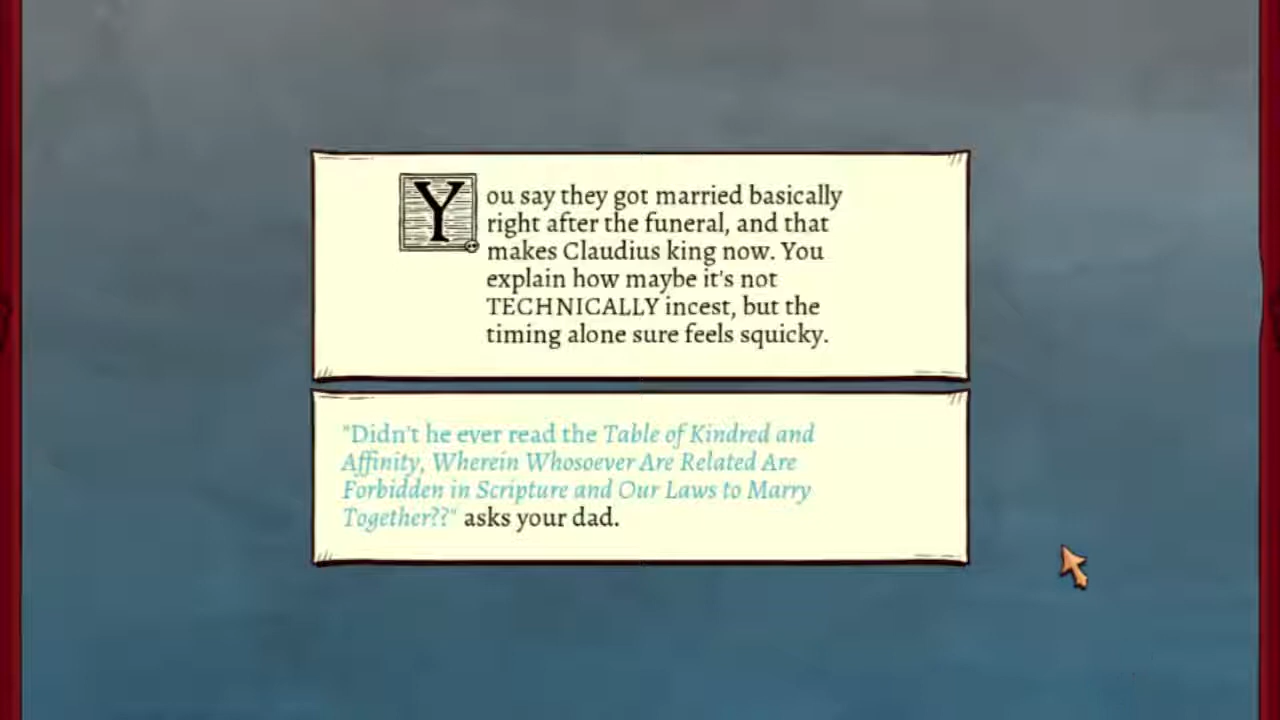 You say they got married basically
right after the funeral, and that
makes Claudius king now. You
explain how maybe it's not
TECHNICALLY incest, but the
timing alone sure feels squicky.
"Didn't he ever read the Table of Kindred and
Affinity, Wherein Whosoever Are Related Are
Forbidden in Scripture and Our Laws to Marry
Together??" asks your dad.